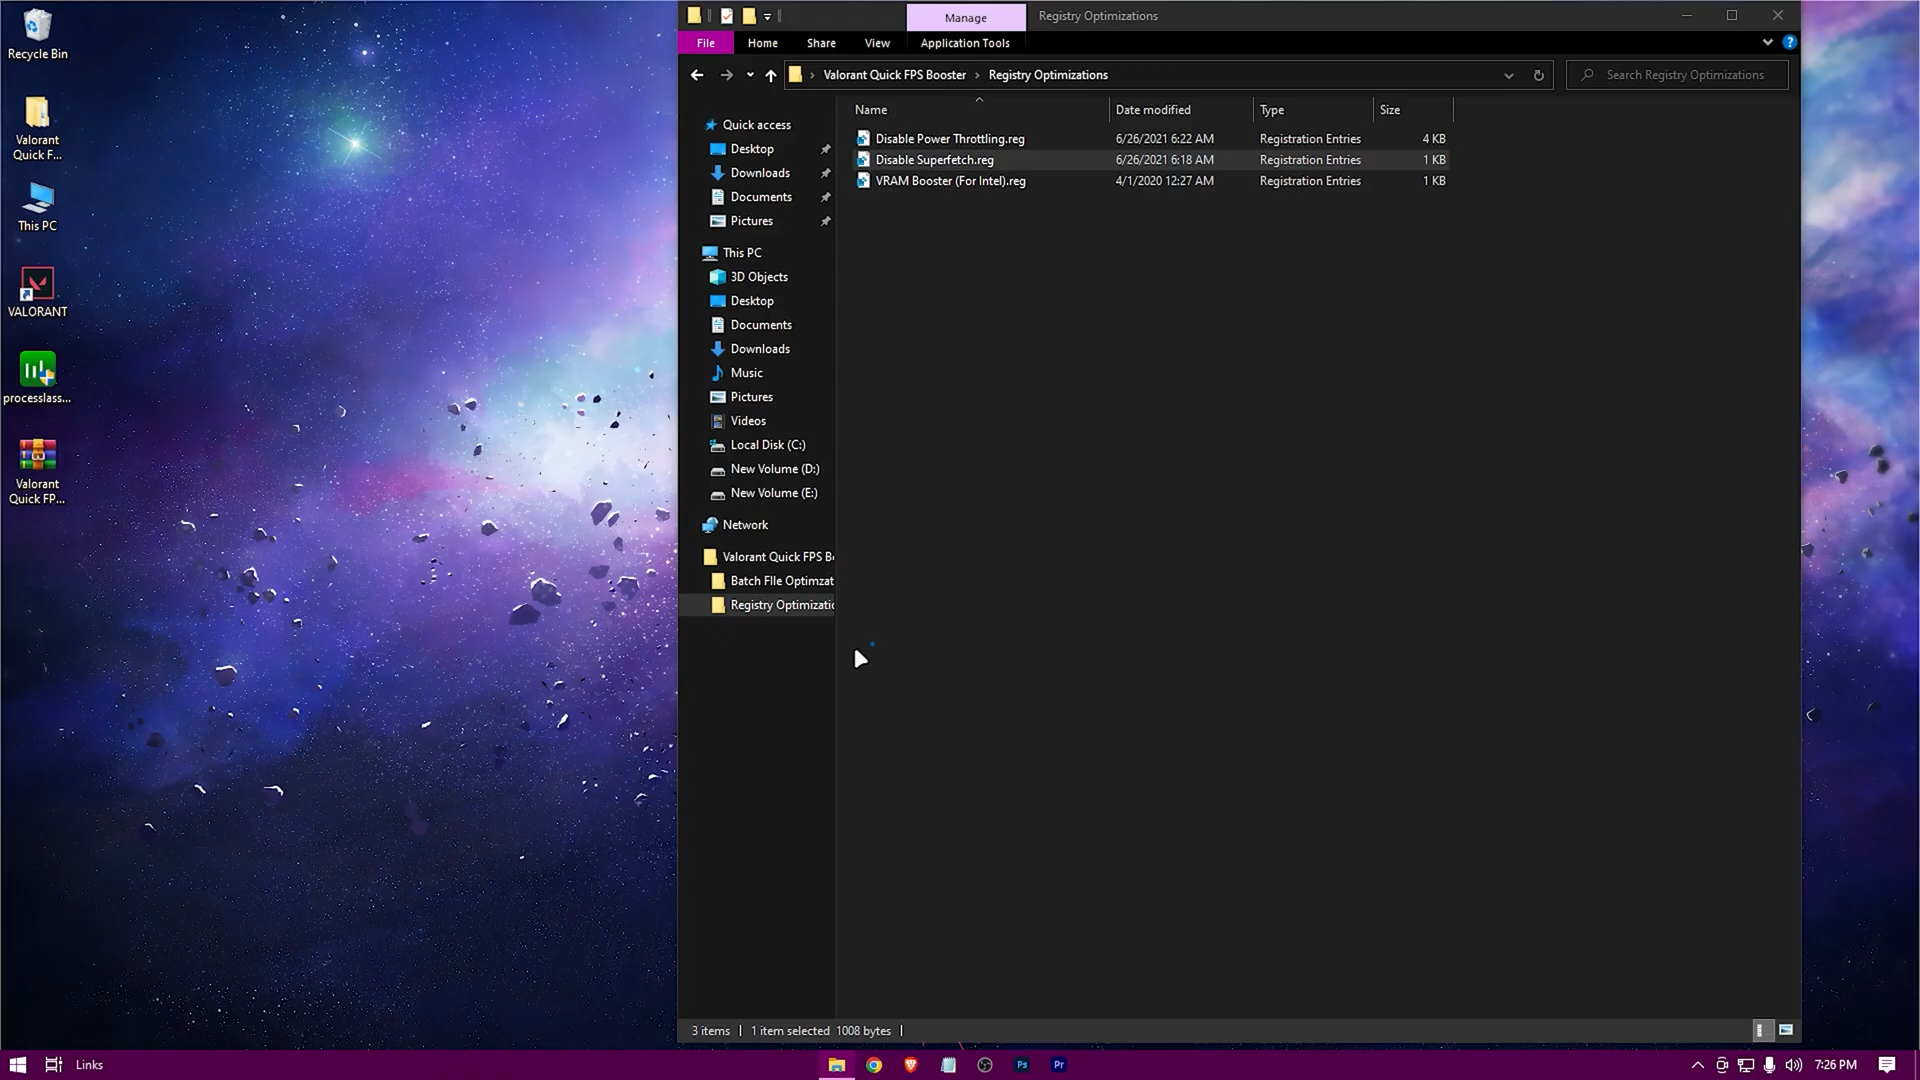 Recycle Bin
Valorant
Quick F...
This PC
VALORANT
processlass...
Valorant
Quick FP...
Manage
Registry Optimizations
File
Home
Share
View
Application Tools
Valorant Quick FPS Booster
Registry Optimizations
Search Registry Optimizations
Name
Date modified
Type
Size
Disable Power Throttling.reg
6/26/2021 6:22 AM
Registration Entries
4 KB
Disable Superfetch.reg
6/26/2021 6:18 AM
Registration Entries
1 KB
VRAM Booster (For Intel).reg
4/1/2020 12:27 AM
Registration Entries
1 KB
Quick access
Desktop
Downloads
Documents
Pictures
This PC
3D Objects
Desktop
Documents
Downloads
Music
Pictures
Videos
Local Disk (C:)
New Volume (D:)
New Volume (E:)
Network
Valorant Quick FPS B
Batch FIle Optimzat
Registry Optimizatio
3 items
1 item selected 1008 bytes
Links
Ps
Pr
7:26 PM